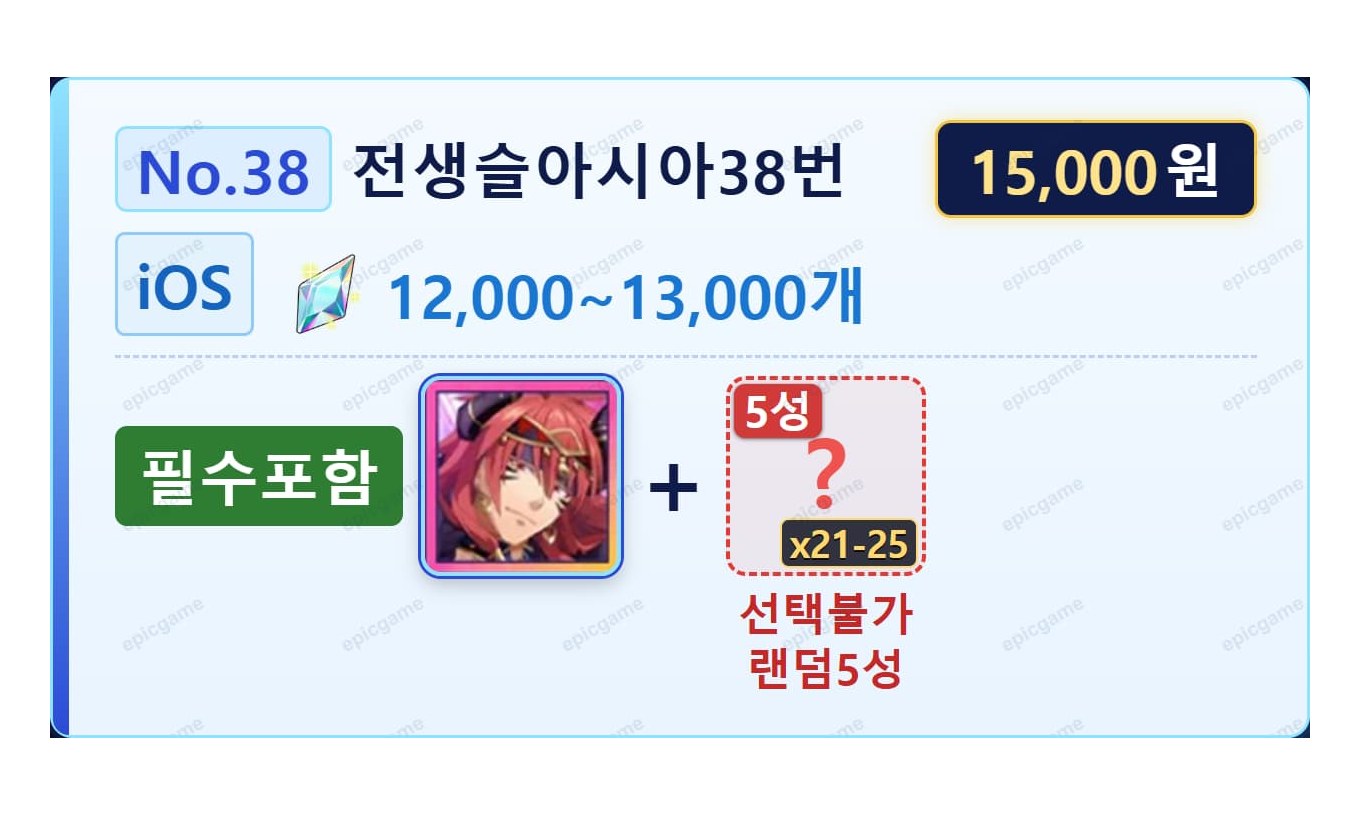 No.38 전생슬아시아38번 15,000원
iOS 12,000~13,000개
필수포함 + 5성 ? x21-25
선택불가
랜덤5성
epicgame